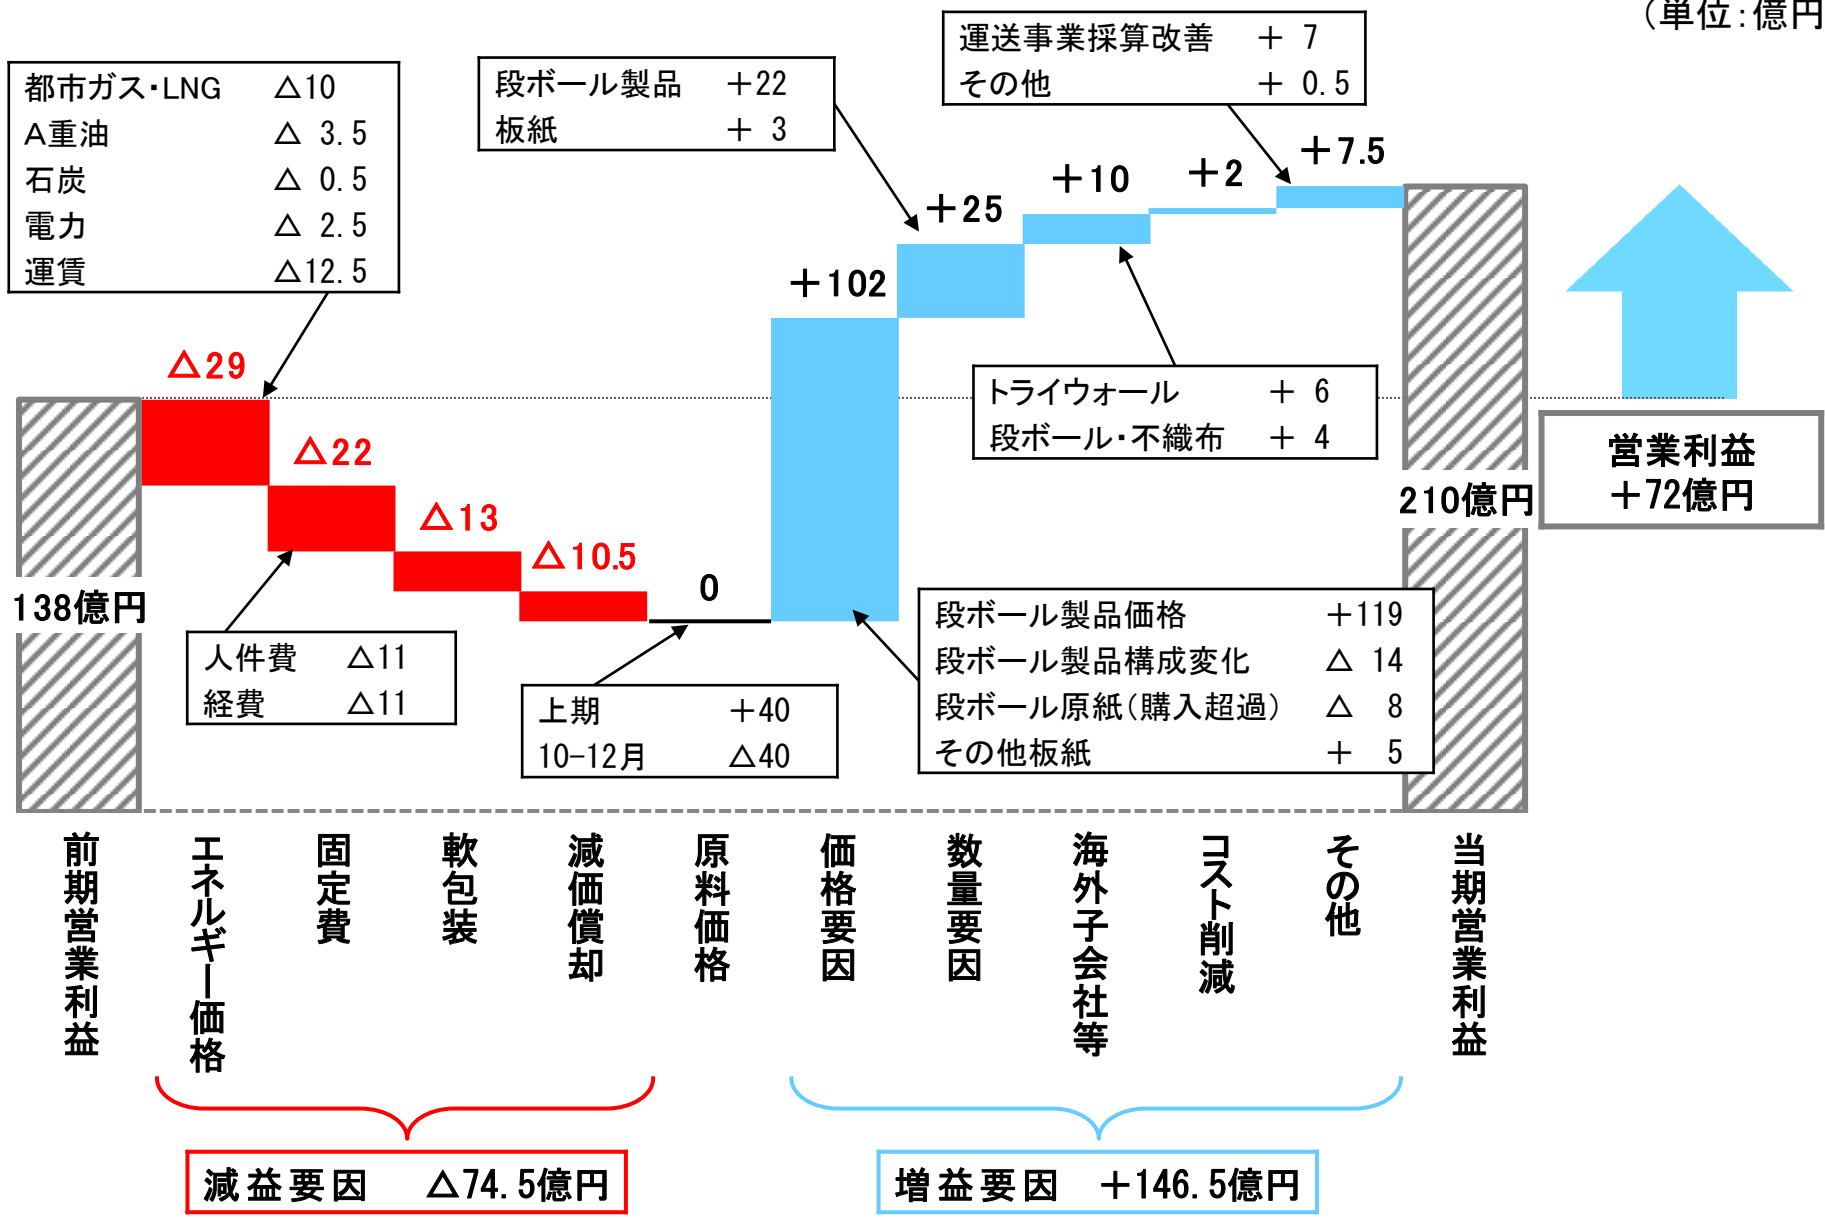 （単位：億円
都市ガス・LNG △10
A重油 △ 3.5
石炭 △ 0.5
電力 △ 2.5
運賃 △12.5
段ボール製品 ＋22
板紙 ＋ 3
運送事業採算改善 ＋ 7
その他 ＋ 0.5
△29
△22
△13
△10.5
0
＋102
＋25
＋10
＋2
＋7.5
138億円
210億円
営業利益
＋72億円
人件費 △11
経費 △11
上期 ＋40
10-12月 △40
トライウォール ＋ 6
段ボール・不織布 ＋ 4
段ボール製品価格 ＋119
段ボール製品構成変化 △ 14
段ボール原紙（購入超過） △ 8
その他板紙 ＋ 5
前期営業利益
エネルギー価格
固定費
軟包装
減価償却
原料価格
価格要因
数量要因
海外子会社等
コスト削減
その他
当期営業利益
減益要因 △74.5億円
増益要因 ＋146.5億円